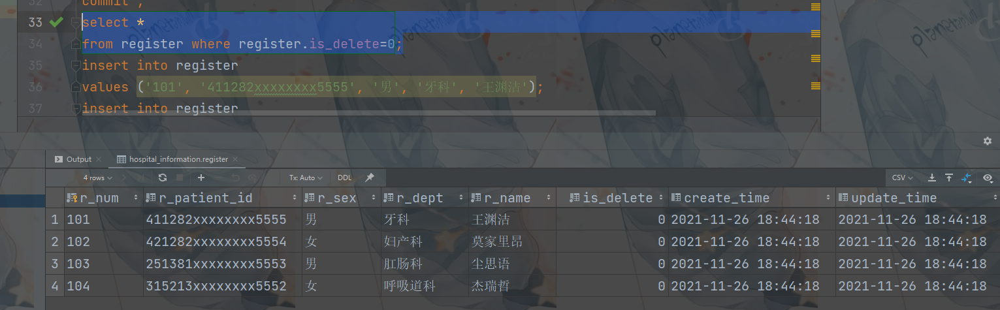 32 commit ;
33 select *
34 from register where register.is_delete=0;
35 insert into register
36 values ('101', '411282xxxxxxxx5555', '男', '牙科', '王渊洁');
37 insert into register
Output hospital_information.register
4 rows Tx: Auto DDL CSV
r_num r_patient_id r_sex r_dept r_name is_delete create_time update_time
1 101 411282xxxxxxxx5555 男 牙科 王渊洁 0 2021-11-26 18:44:18 2021-11-26 18:44:18
2 102 421282xxxxxxxx5554 女 妇产科 莫家里昂 0 2021-11-26 18:44:18 2021-11-26 18:44:18
3 103 251381xxxxxxxx5553 男 肛肠科 尘思语 0 2021-11-26 18:44:18 2021-11-26 18:44:18
4 104 315213xxxxxxxx5552 女 呼吸道科 杰瑞哲 0 2021-11-26 18:44:18 2021-11-26 18:44:18